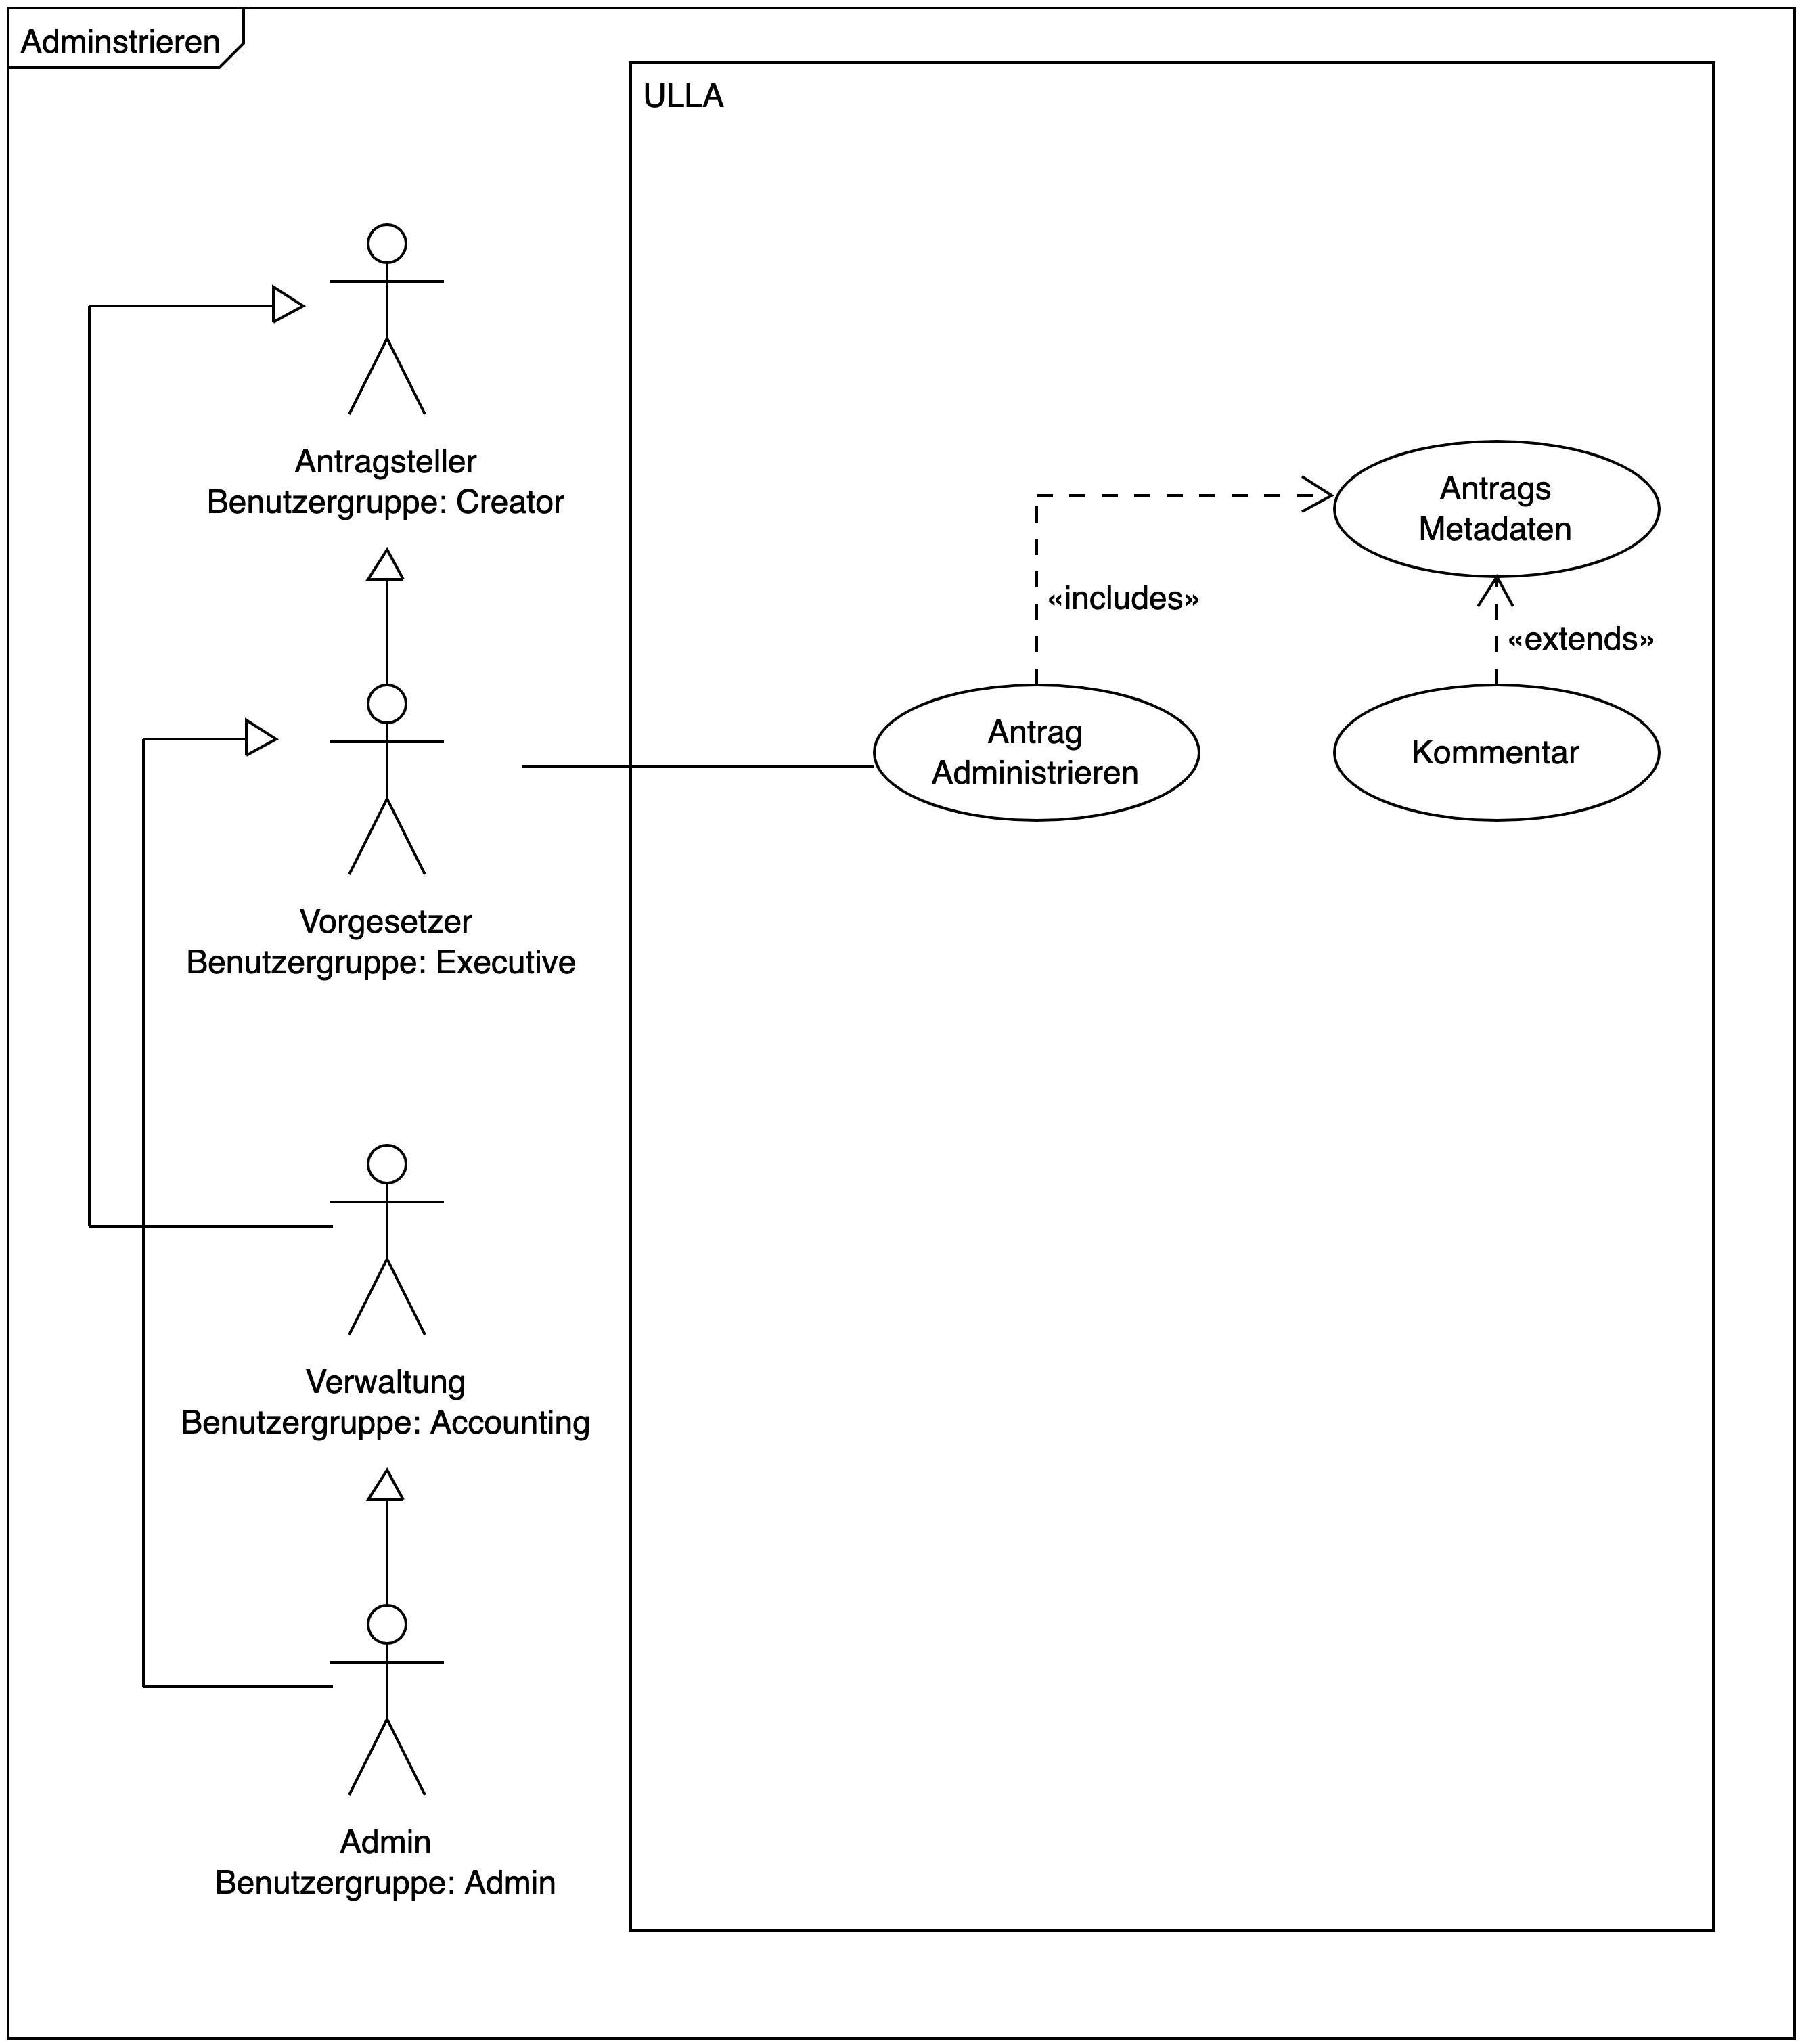 Adminstrieren
ULLA
Antragsteller
Benutzergruppe: Creator
Antrags
Metadaten
«includes»
«extends»
Antrag
Administrieren
Kommentar
Vorgesetzer
Benutzergruppe: Executive
Verwaltung
Benutzergruppe: Accounting
Admin
Benutzergruppe: Admin